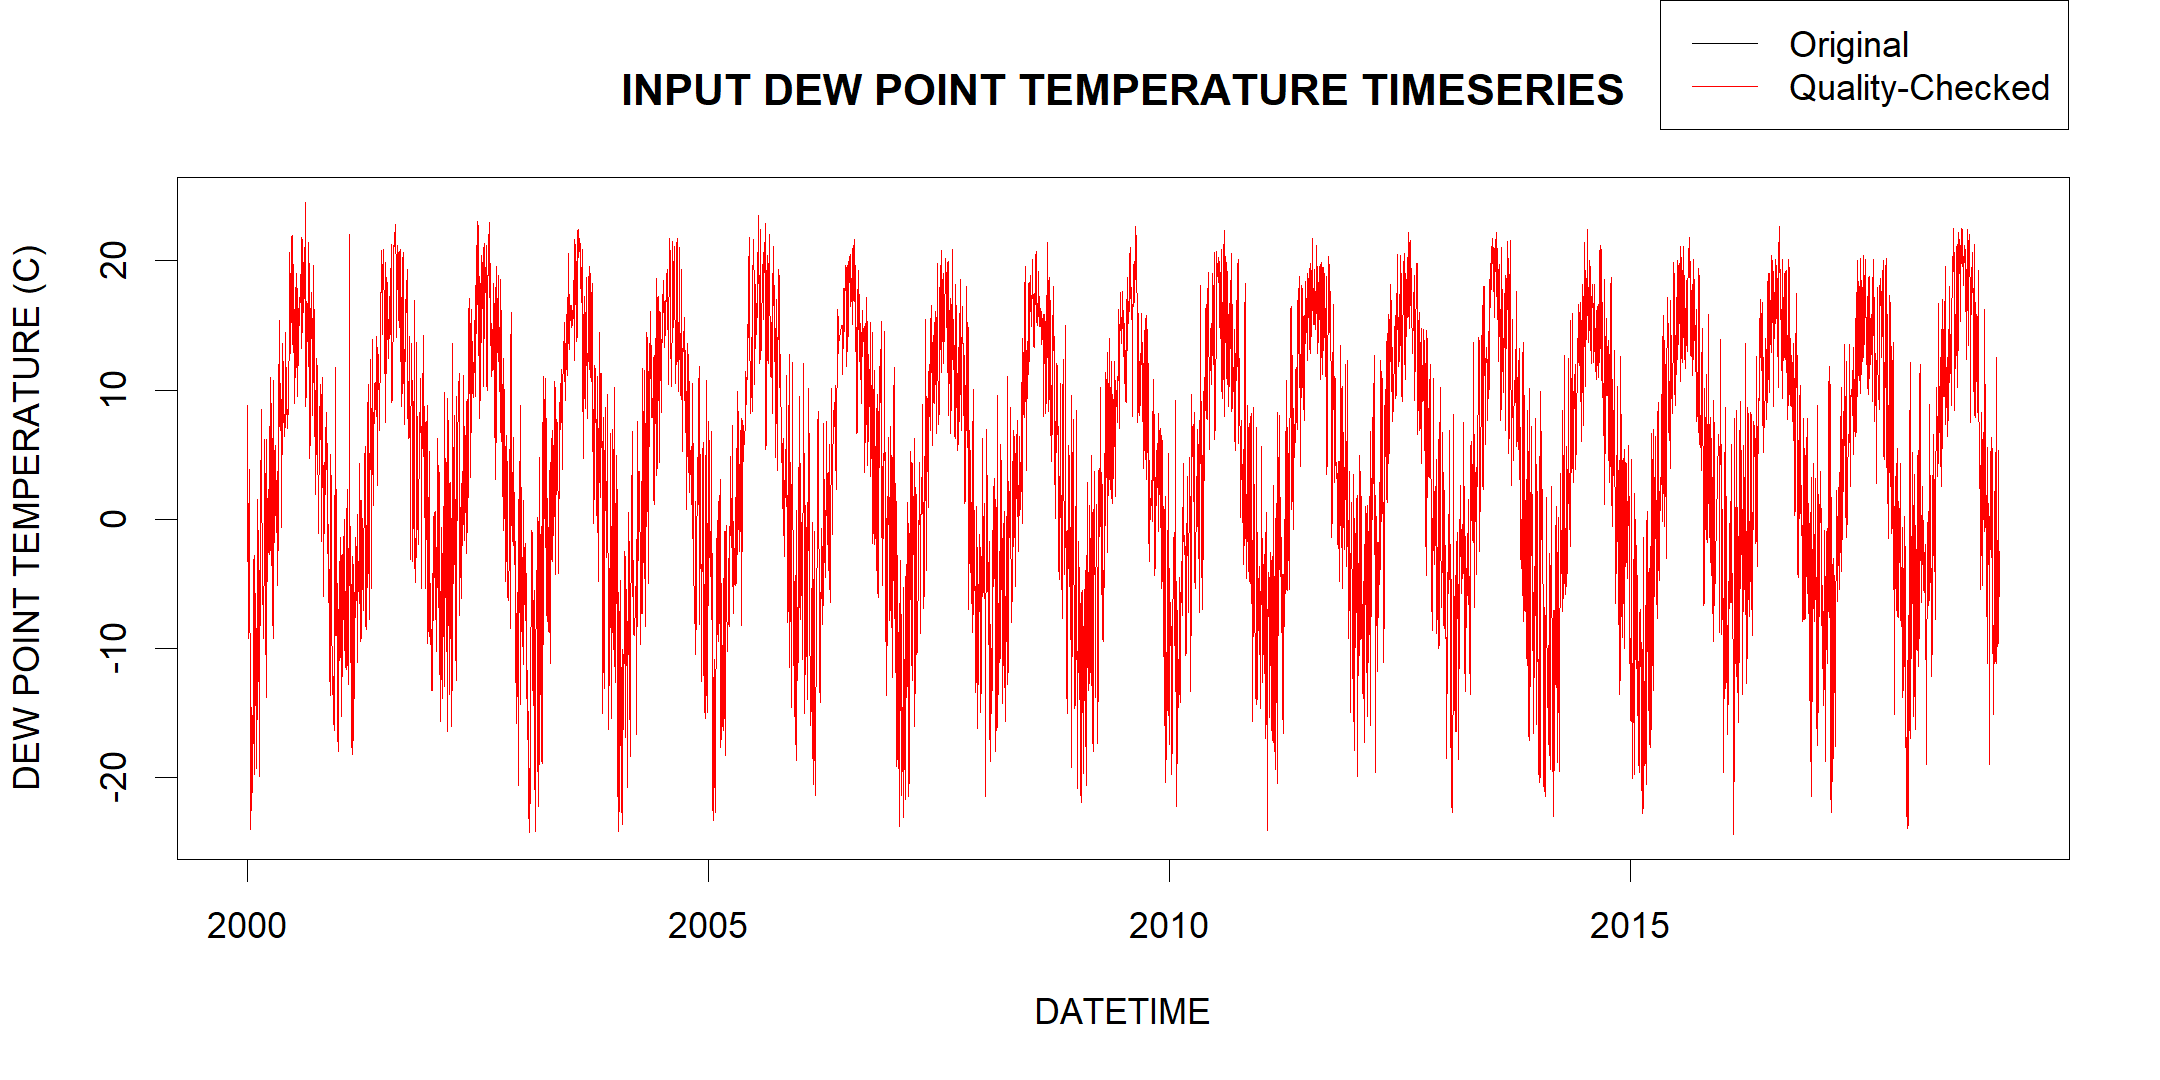 INPUT DEW POINT TEMPERATURE TIMESERIES
Original
Quality-Checked
DEW POINT TEMPERATURE (C)
20
10
0
-10
-20
2000 2005 2010 2015
DATETIME